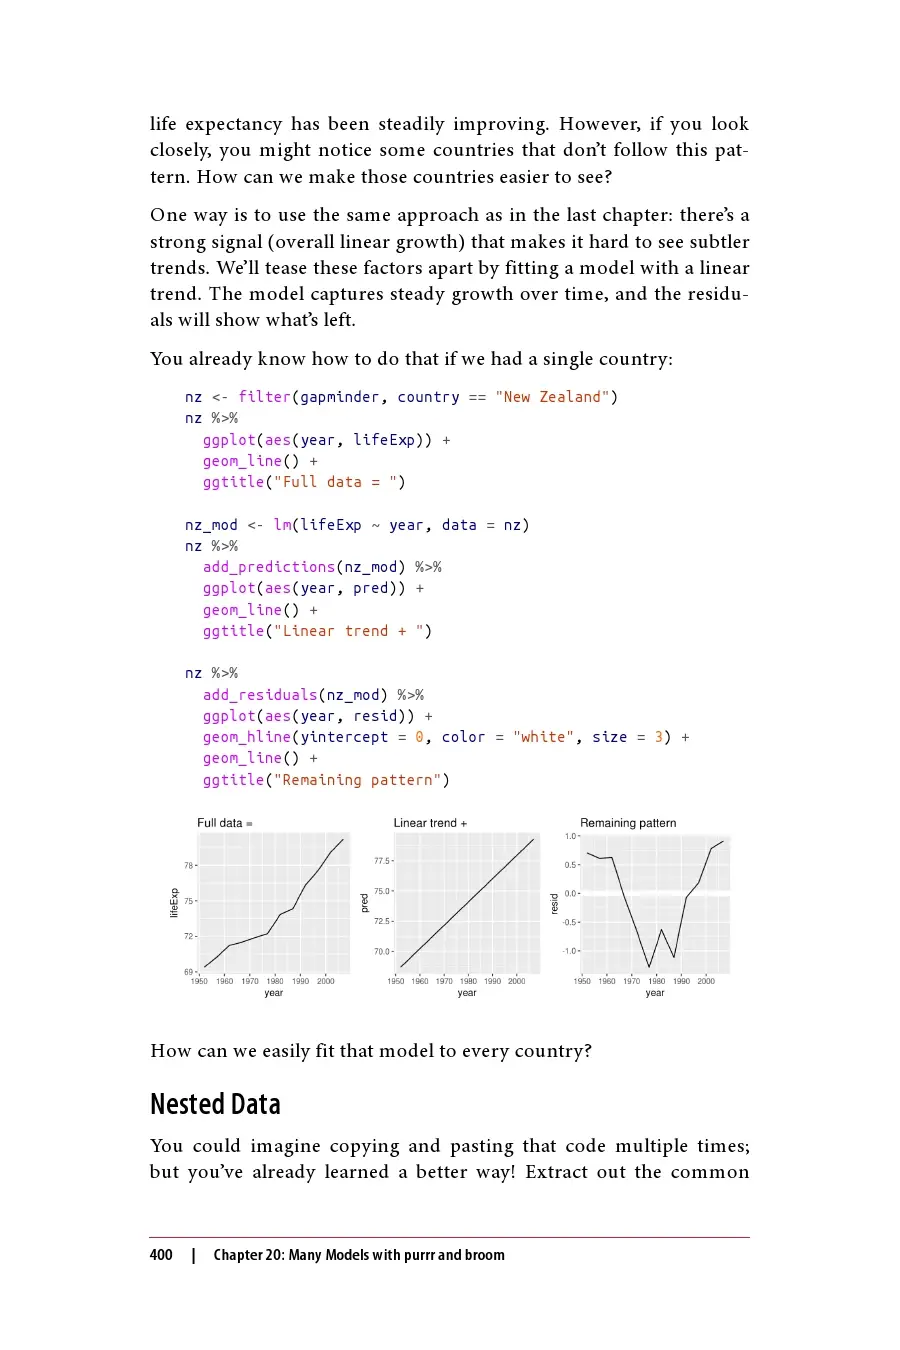 life expectancy has been steadily improving. However, if you look
closely, you might notice some countries that don’t follow this pat-
tern. How can we make those countries easier to see?
One way is to use the same approach as in the last chapter: there’s a
strong signal (overall linear growth) that makes it hard to see subtler
trends. We’ll tease these factors apart by fitting a model with a linear
trend. The model captures steady growth over time, and the residu-
als will show what’s left.
You already know how to do that if we had a single country:
nz <- filter(gapminder, country == "New Zealand")
nz %>%
  ggplot(aes(year, lifeExp)) +
  geom_line() +
  ggtitle("Full data = ")
nz_mod <- lm(lifeExp ~ year, data = nz)
nz %>%
  add_predictions(nz_mod) %>%
  ggplot(aes(year, pred)) +
  geom_line() +
  ggtitle("Linear trend + ")
nz %>%
  add_residuals(nz_mod) %>%
  ggplot(aes(year, resid)) +
  geom_hline(yintercept = 0, color = "white", size = 3) +
  geom_line() +
  ggtitle("Remaining pattern")
Full data =
78
75
72
69
lifeExp
1950 1960 1970 1980 1990 2000
year
Linear trend +
77.5
75.0
72.5
70.0
pred
1950 1960 1970 1980 1990 2000
year
Remaining pattern
1.0
0.5
0.0
-0.5
-1.0
resid
1950 1960 1970 1980 1990 2000
year
How can we easily fit that model to every country?
Nested Data
You could imagine copying and pasting that code multiple times;
but you’ve already learned a better way! Extract out the common
400 | Chapter 20: Many Models with purrr and broom